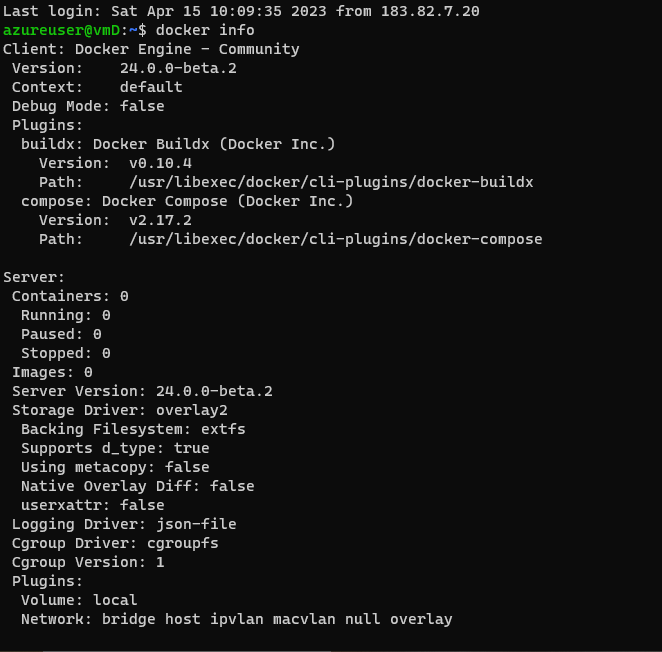 Last login: Sat Apr 15 10:09:35 2023 from 183.82.7.20
azureuser@vmD:~$ docker info
Client: Docker Engine - Community
 Version:    24.0.0-beta.2
 Context:    default
 Debug Mode: false
 Plugins:
  buildx: Docker Buildx (Docker Inc.)
    Version:  v0.10.4
    Path:     /usr/libexec/docker/cli-plugins/docker-buildx
  compose: Docker Compose (Docker Inc.)
    Version:  v2.17.2
    Path:     /usr/libexec/docker/cli-plugins/docker-compose

Server:
 Containers: 0
  Running: 0
  Paused: 0
  Stopped: 0
 Images: 0
 Server Version: 24.0.0-beta.2
 Storage Driver: overlay2
  Backing Filesystem: extfs
  Supports d_type: true
  Using metacopy: false
  Native Overlay Diff: false
  userxattr: false
 Logging Driver: json-file
 Cgroup Driver: cgroupfs
 Cgroup Version: 1
 Plugins:
  Volume: local
  Network: bridge host ipvlan macvlan null overlay